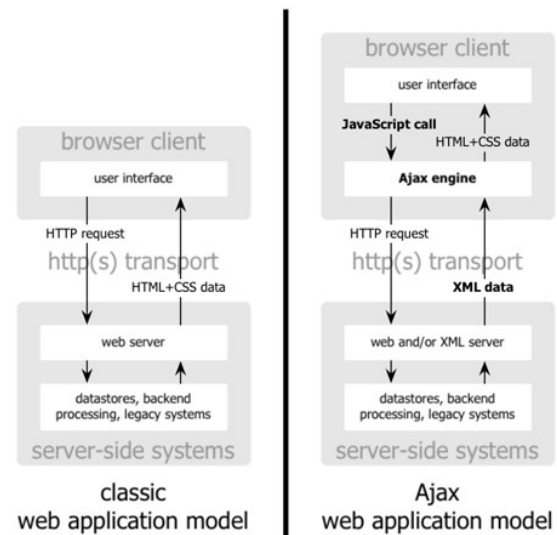 browser client
user interface
HTTP request
http(s) transport
HTML+CSS data
web server
datastores, backend
processing, legacy systems
server-side systems
classic
web application model
browser client
user interface
JavaScript call
HTML+CSS data
Ajax engine
HTTP request
http(s) transport
XML data
web and/or XML server
datastores, backend
processing, legacy systems
server-side systems
Ajax
web application model